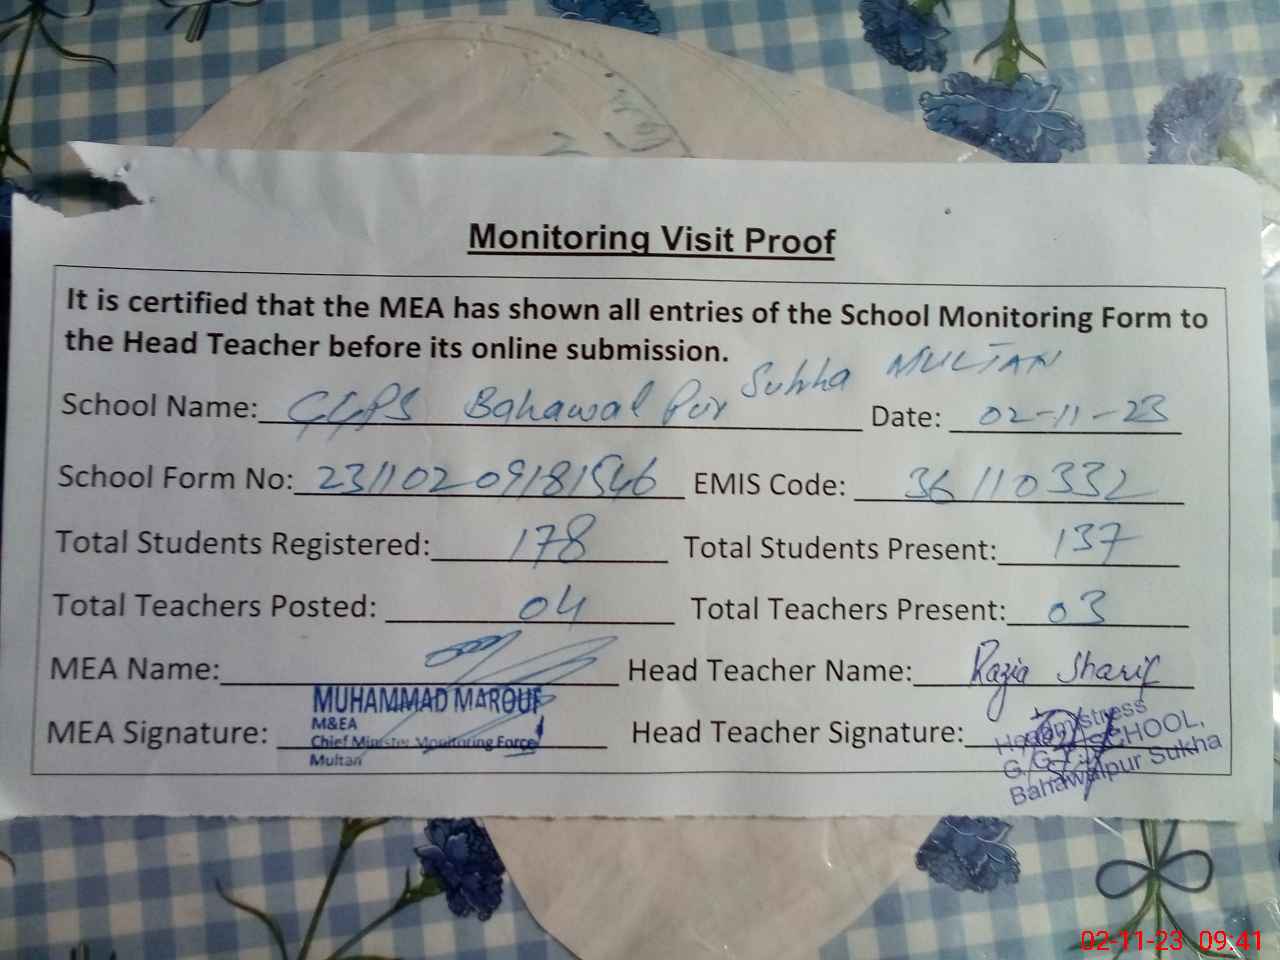 Monitoring Visit Proof
It is certified that the MEA has shown all entries of the School Monitoring Form to
the Head Teacher before its online submission.
School Name: GGPS Bahawal Pur Sukha MULTAN Date: 02-11-23
School Form No: 231102 09181546 EMIS Code: 36110332
Total Students Registered: 178 Total Students Present: 137
Total Teachers Posted: 04 Total Teachers Present: 03
MEA Name: Head Teacher Name: Razia Sharif
MUHAMMAD MAROUF
M&EA
Chief Minister Monitoring Force
Multan
MEA Signature: Head Teacher Signature:
Headmistress
SCHOOL,
Bahawalpur Sukha
02-11-23 09:41